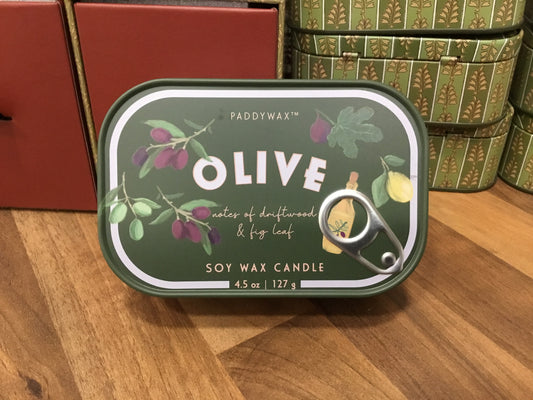 PADDYWAX™
OLIVE
notes of driftwood
& fig leaf
SOY WAX CANDLE
4.5 oz | 127 g